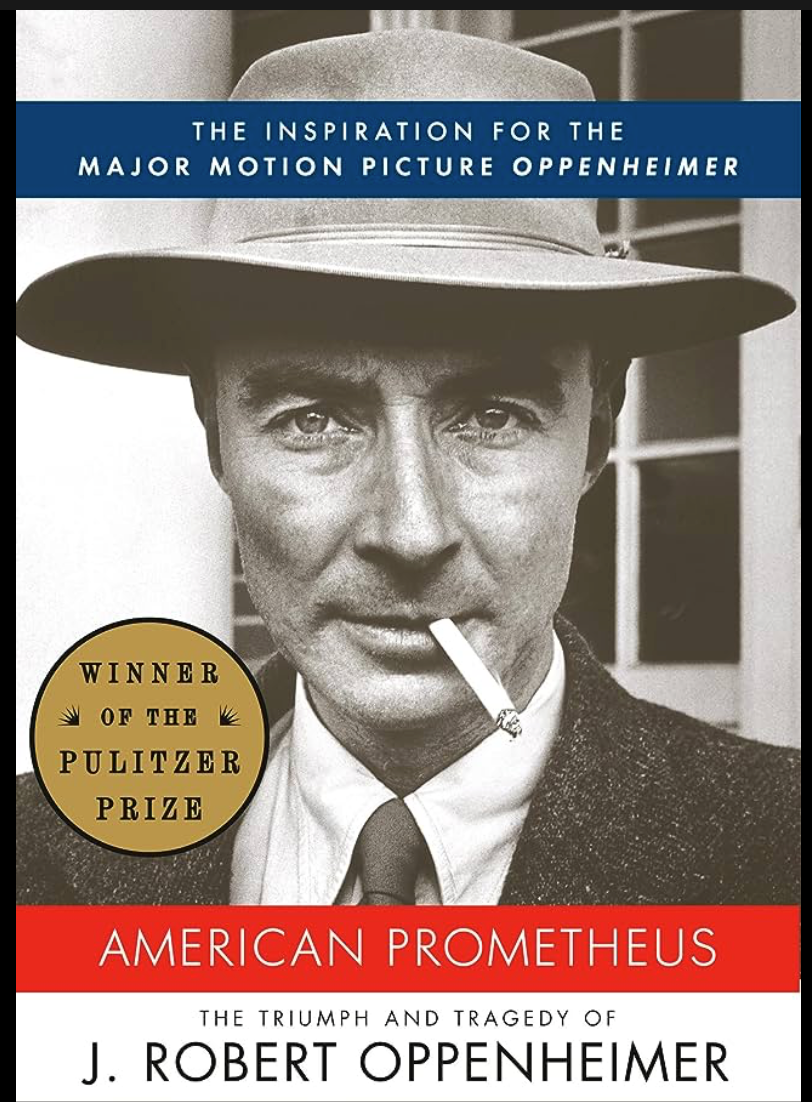 THE INSPIRATION FOR THE
MAJOR MOTION PICTURE OPPENHEIMER
WINNER
OF THE
PULITZER
PRIZE
AMERICAN PROMETHEUS
THE TRIUMPH AND TRAGEDY OF
J. ROBERT OPPENHEIMER